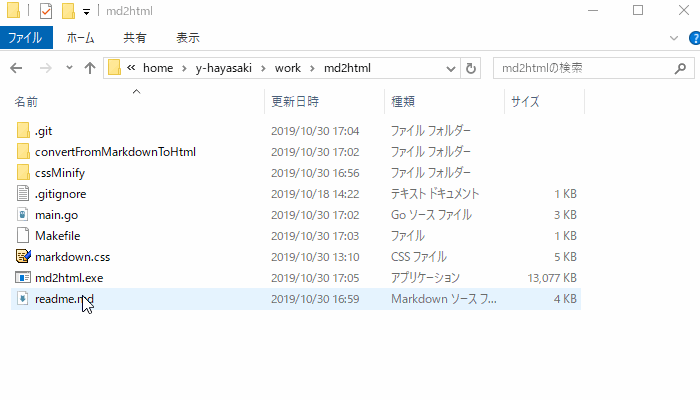 md2html
ファイル ホーム 共有 表示
« home › y-hayasaki › work › md2html md2htmlの検索
名前 更新日時 種類 サイズ
.git 2019/10/30 17:04 ファイル フォルダー
convertFromMarkdownToHtml 2019/10/30 17:02 ファイル フォルダー
cssMinify 2019/10/30 16:56 ファイル フォルダー
.gitignore 2019/10/18 14:22 テキスト ドキュメント 1 KB
main.go 2019/10/30 17:02 Go ソース ファイル 3 KB
Makefile 2019/10/30 17:03 ファイル 1 KB
markdown.css 2019/10/30 13:10 CSS ファイル 5 KB
md2html.exe 2019/10/30 17:05 アプリケーション 13,077 KB
readme.md 2019/10/30 16:59 Markdown ソース フ... 4 KB